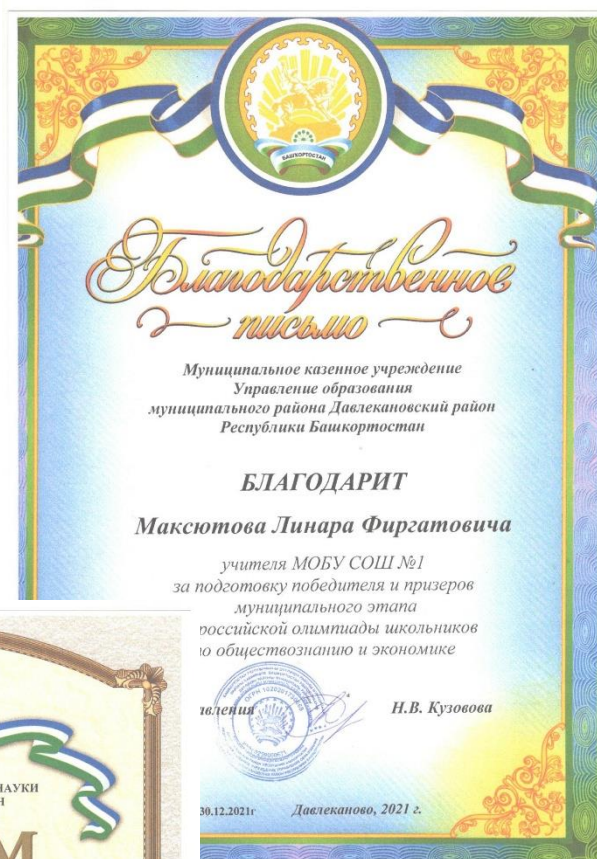 БАШКОРТОСТАН
Благодарственное
письмо
Муниципальное казенное учреждение
Управление образования
муниципального района Давлекановский район
Республики Башкортостан
БЛАГОДАРИТ
Максютова Линара Фиргатовича
учителя МОБУ СОШ №1
за подготовку победителя и призеров
муниципального этапа
российской олимпиады школьников
о обществознанию и экономике
авления Н.В. Кузовова
30.12.2021г Давлеканово, 2021 г.
НАУКИ
Н
М